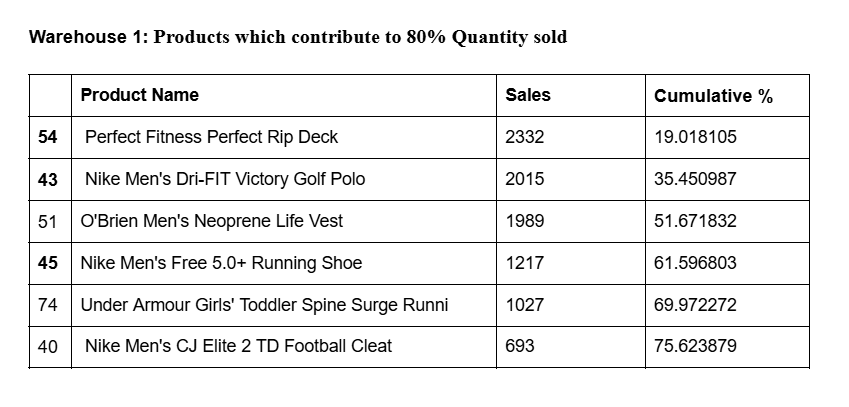 Warehouse 1: Products which contribute to 80% Quantity sold
Product Name Sales Cumulative %
54 Perfect Fitness Perfect Rip Deck 2332 19.018105
43 Nike Men's Dri-FIT Victory Golf Polo 2015 35.450987
51 O'Brien Men's Neoprene Life Vest 1989 51.671832
45 Nike Men's Free 5.0+ Running Shoe 1217 61.596803
74 Under Armour Girls' Toddler Spine Surge Runni 1027 69.972272
40 Nike Men's CJ Elite 2 TD Football Cleat 693 75.623879